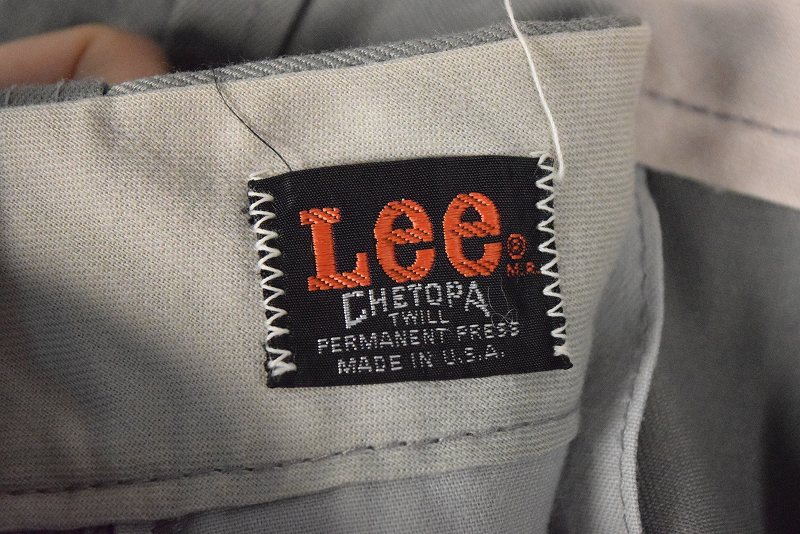 Lee®
M.R.
CHETOPA
TWILL
PERMANENT PRESS
MADE IN U.S.A.